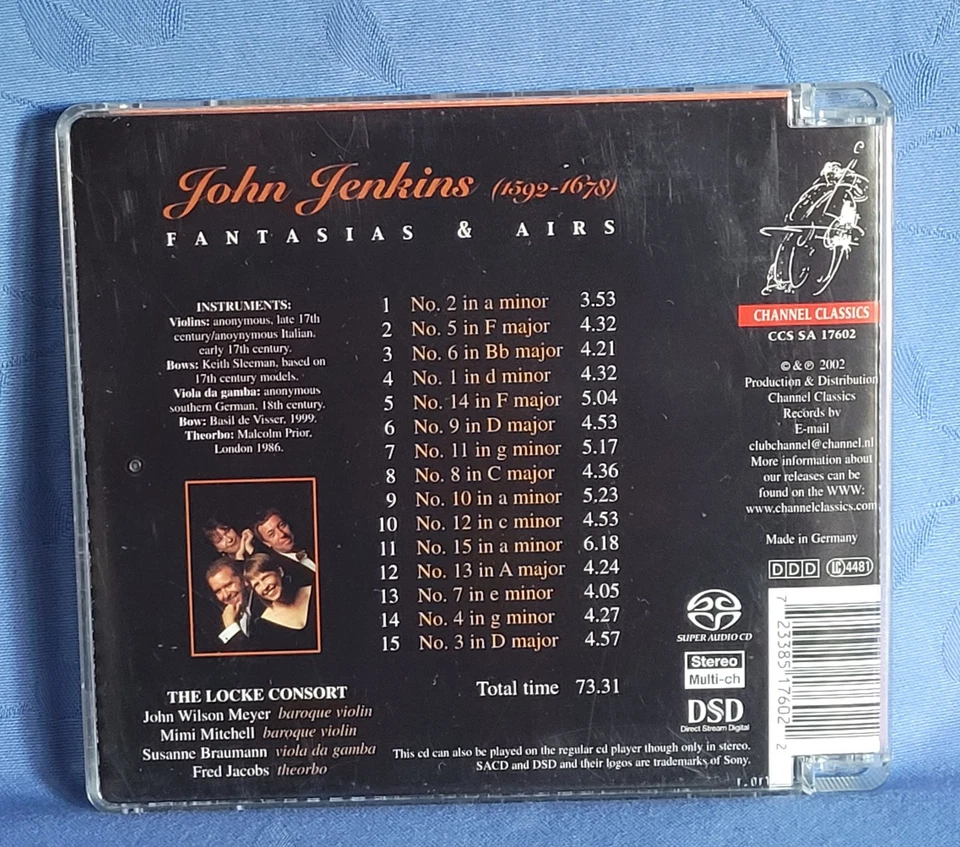 John Jenkins (1592-1678)
FANTASIAS & AIRS
INSTRUMENTS:
Violins: anonymous, late 17th
century/anoynymous Italian,
early 17th century.
Bows: Keith Sleeman, based on
17th century models.
Viola da gamba: anonymous
southern German, 18th century.
Bow: Basil de Visser, 1999.
Theorbo: Malcolm Prior,
London 1986.
1 No. 2 in a minor 3.53
2 No. 5 in F major 4.32
3 No. 6 in Bb major 4.21
4 No. 1 in d minor 4.32
5 No. 14 in F major 5.04
6 No. 9 in D major 4.53
7 No. 11 in g minor 5.17
8 No. 8 in C major 4.36
9 No. 10 in a minor 5.23
10 No. 12 in c minor 4.53
11 No. 15 in a minor 6.18
12 No. 13 in A major 4.24
13 No. 7 in e minor 4.05
14 No. 4 in g minor 4.27
15 No. 3 in D major 4.57
Total time 73.31
THE LOCKE CONSORT
John Wilson Meyer baroque violin
Mimi Mitchell baroque violin
Susanne Braumann viola da gamba
Fred Jacobs theorbo
This cd can also be played on the regular cd player though only in stereo.
SACD and DSD and their logos are trademarks of Sony.
CHANNEL CLASSICS
CCS SA 17602
©&℗ 2002
Production & Distribution
Channel Classics
Records bv
E-mail
clubchannel@channel.nl
More information about
our releases can be
found on the WWW:
www.channelclassics.com
Made in Germany
DDD LC 4481
SUPER AUDIO CD
Stereo
Multi-ch
DSD
Direct Stream Digital
7 23385 17602 2